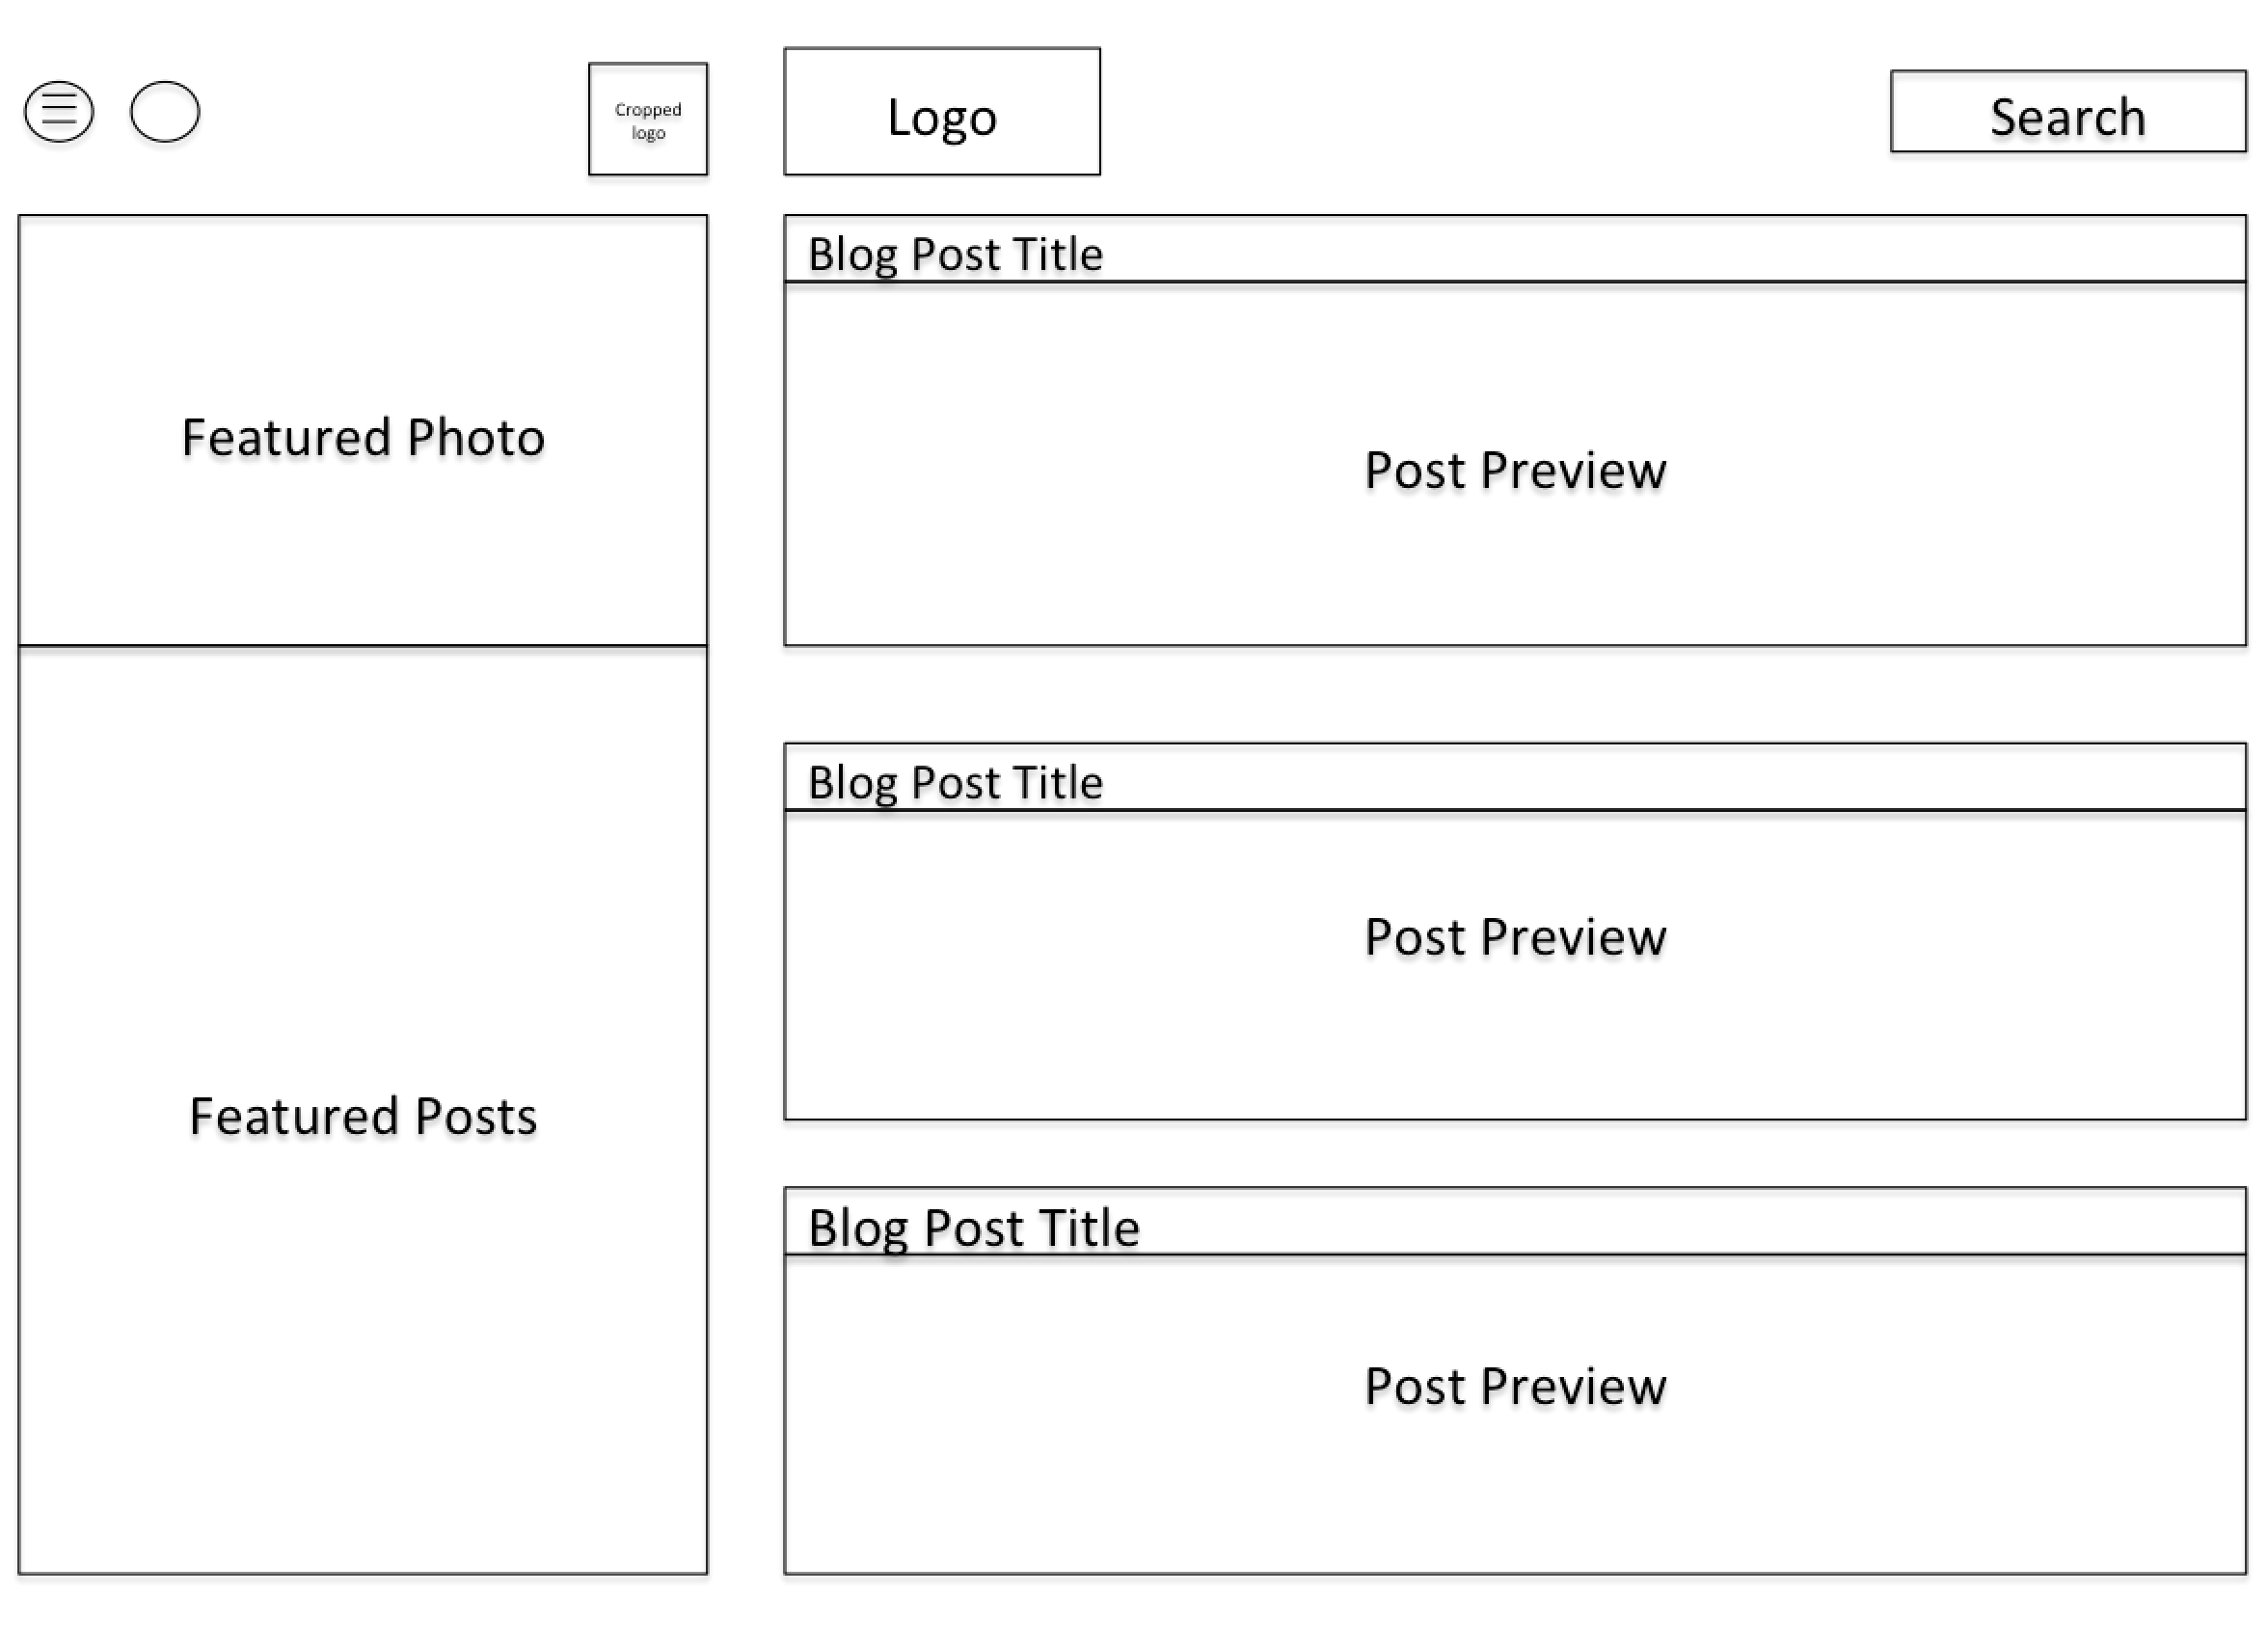 Cropped
logo
Logo
Search
Featured Photo
Featured Posts
Blog Post Title
Post Preview
Blog Post Title
Post Preview
Blog Post Title
Post Preview